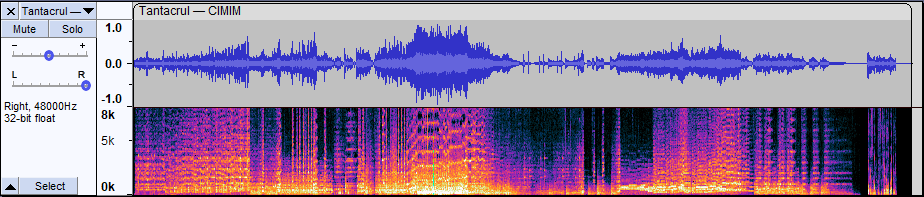 Tantacrul —
Mute Solo
- +
L R
Right, 48000Hz
32-bit float
Select
Tantacrul — CIMIM
1.0
0.0
-1.0
8k
5k
0k